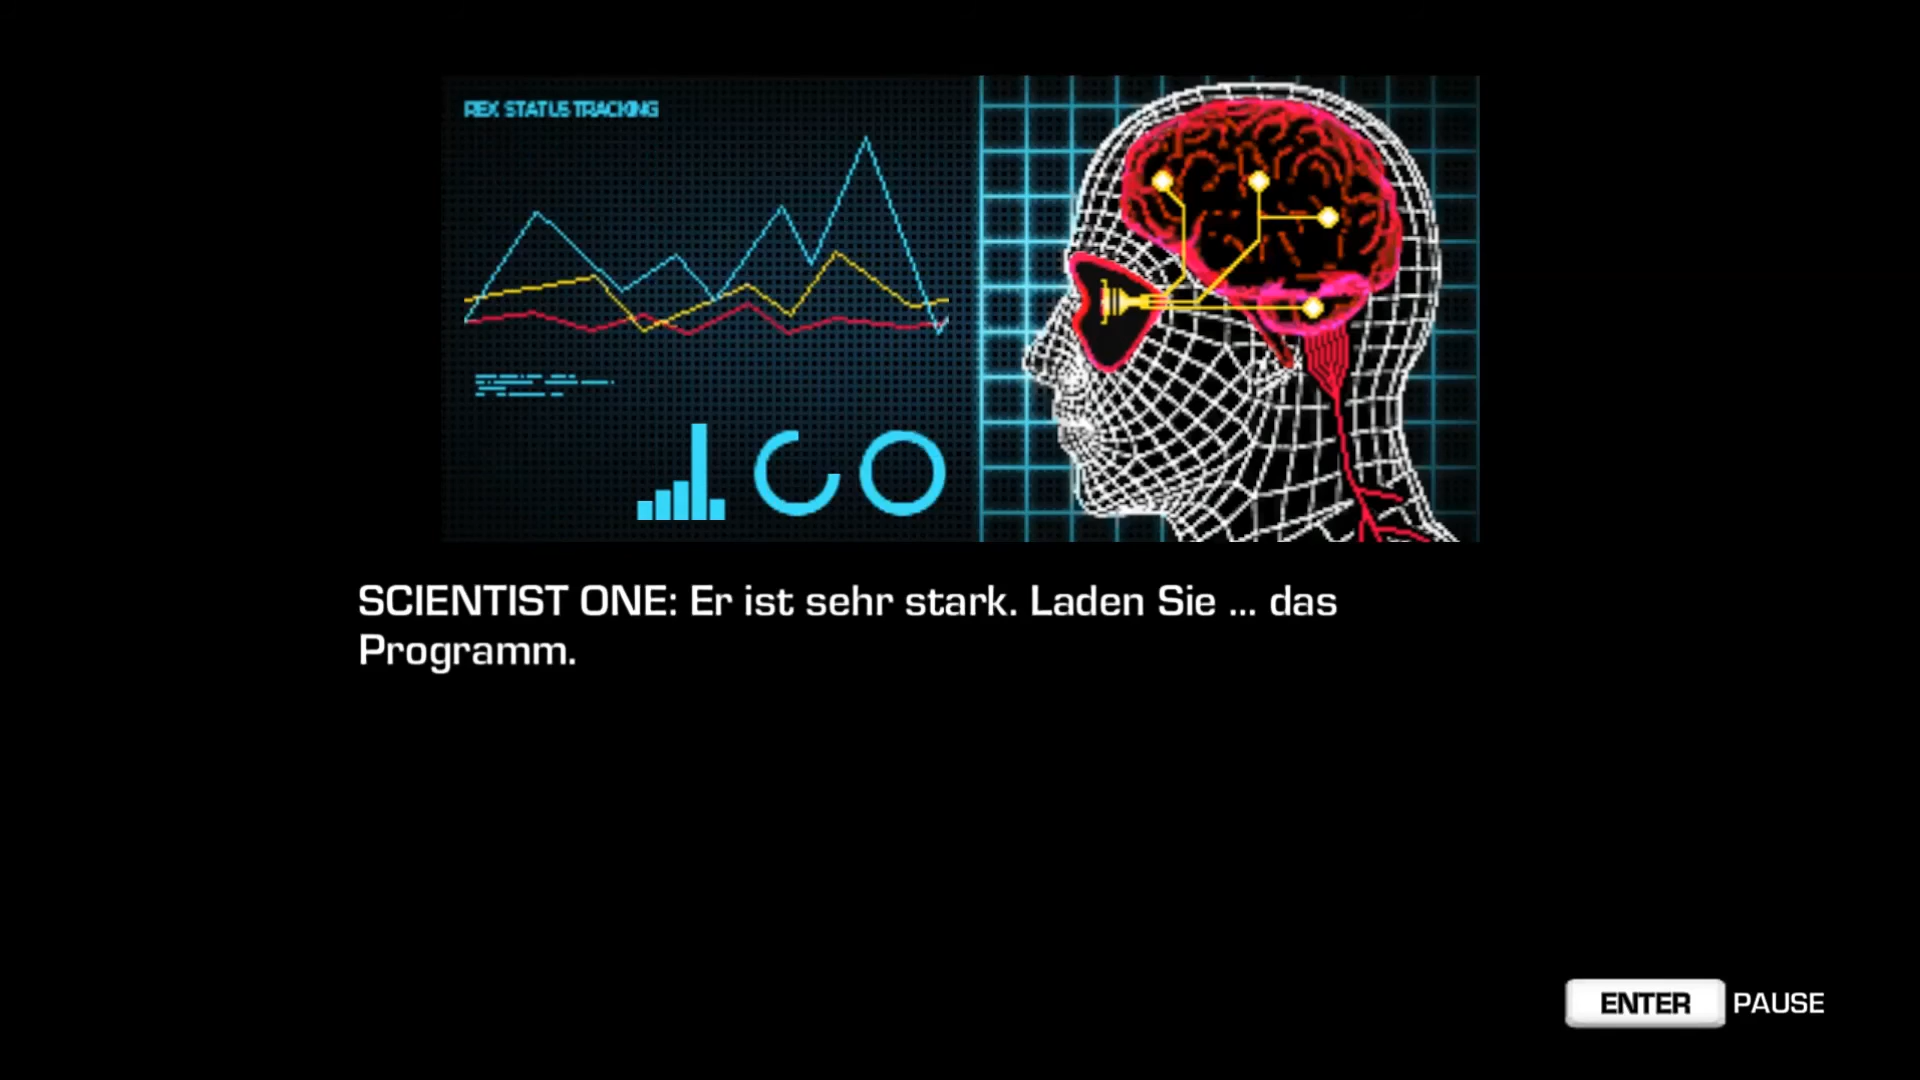 REX STATUS TRACKING
SCIENTIST ONE: Er ist sehr stark. Laden Sie ... das
Programm.
ENTER PAUSE